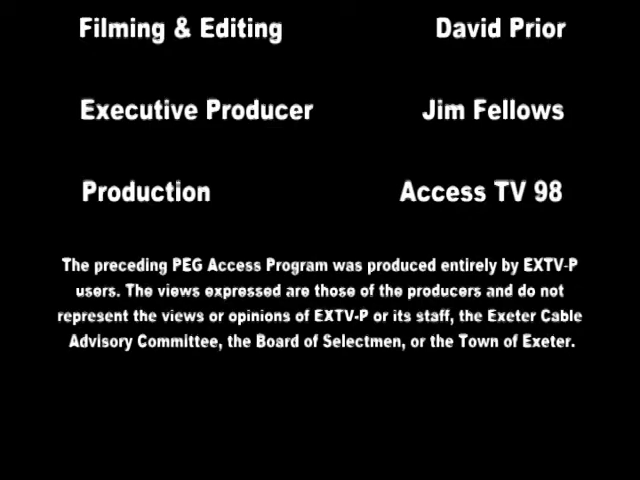 Filming & Editing David Prior
Executive Producer Jim Fellows
Production Access TV 98
The preceding PEG Access Program was produced entirely by EXTV-P
users. The views expressed are those of the producers and do not
represent the views or opinions of EXTV-P or its staff, the Exeter Cable
Advisory Committee, the Board of Selectmen, or the Town of Exeter.